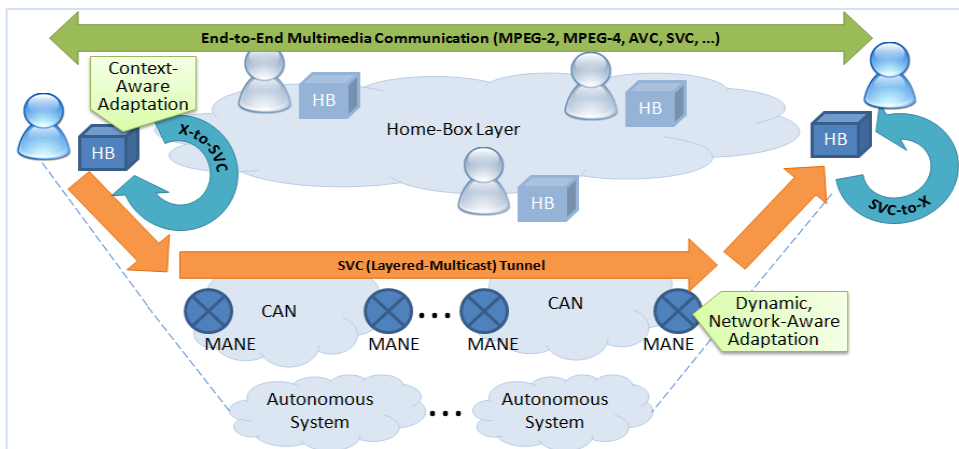 End-to-End Multimedia Communication (MPEG-2, MPEG-4, AVC, SVC, ...)
Context-
Aware
Adaptation
HB
HB
Home-Box Layer
HB
X-to-SVC
HB
HB
SVC-to-X
SVC (Layered-Multicast) Tunnel
CAN
CAN
Dynamic,
Network-Aware
Adaptation
...
MANE
MANE
MANE
MANE
Autonomous
System
...
Autonomous
System